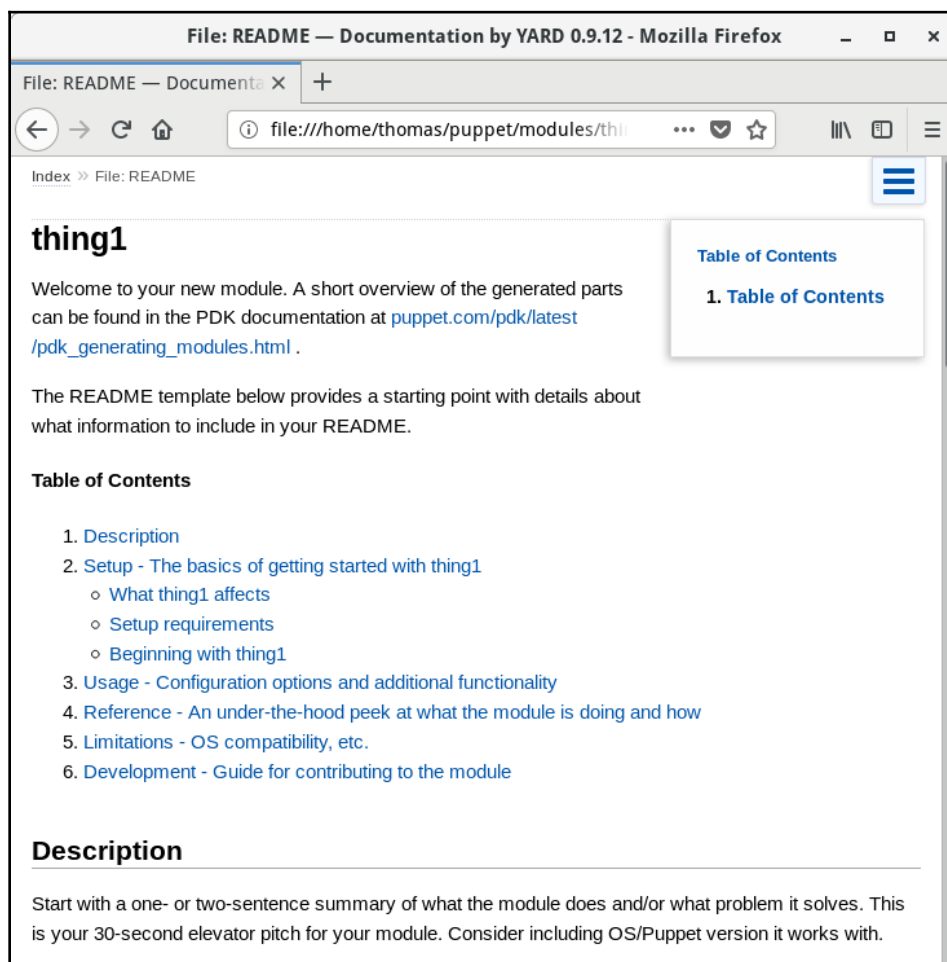 File: README — Documentation by YARD 0.9.12 - Mozilla Firefox
File: README — Documenta
file:///home/thomas/puppet/modules/thi
Index » File: README
thing1
Table of Contents
1. Table of Contents
Welcome to your new module. A short overview of the generated parts
can be found in the PDK documentation at puppet.com/pdk/latest
/pdk_generating_modules.html .
The README template below provides a starting point with details about
what information to include in your README.
Table of Contents
1. Description
2. Setup - The basics of getting started with thing1
What thing1 affects
Setup requirements
Beginning with thing1
3. Usage - Configuration options and additional functionality
4. Reference - An under-the-hood peek at what the module is doing and how
5. Limitations - OS compatibility, etc.
6. Development - Guide for contributing to the module
Description
Start with a one- or two-sentence summary of what the module does and/or what problem it solves. This
is your 30-second elevator pitch for your module. Consider including OS/Puppet version it works with.